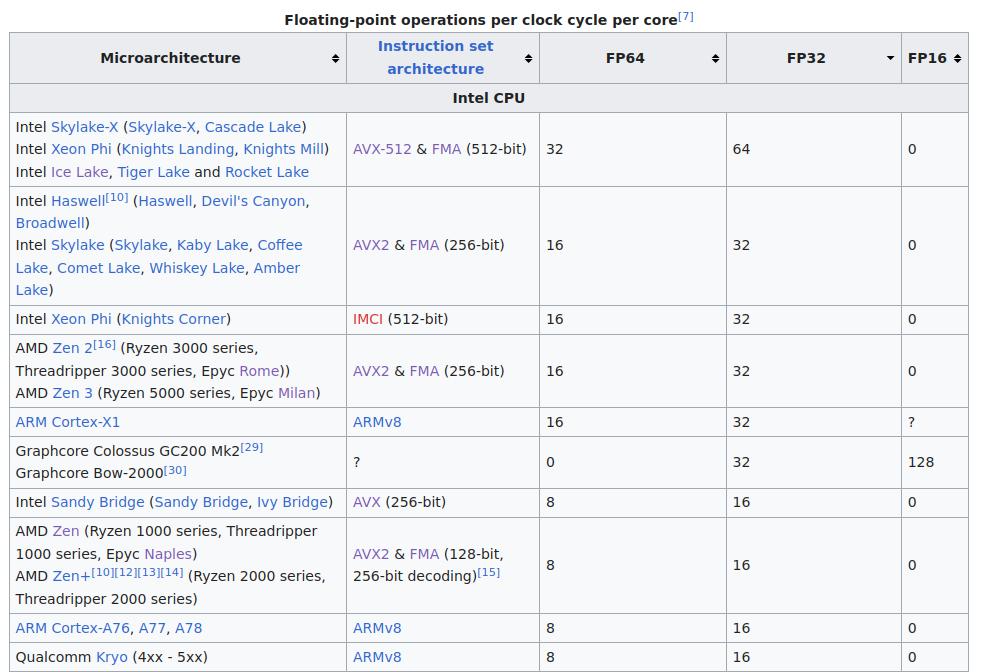 Floating-point operations per clock cycle per core[7]
Microarchitecture
Instruction set
architecture
FP64
FP32
FP16
Intel CPU
Intel Skylake-X (Skylake-X, Cascade Lake)
Intel Xeon Phi (Knights Landing, Knights Mill)
Intel Ice Lake, Tiger Lake and Rocket Lake
AVX-512 & FMA (512-bit)
32
64
0
Intel Haswell[10] (Haswell, Devil's Canyon,
Broadwell)
Intel Skylake (Skylake, Kaby Lake, Coffee
Lake, Comet Lake, Whiskey Lake, Amber
Lake)
AVX2 & FMA (256-bit)
16
32
0
Intel Xeon Phi (Knights Corner)
IMCI (512-bit)
16
32
0
AMD Zen 2[16] (Ryzen 3000 series,
Threadripper 3000 series, Epyc Rome))
AMD Zen 3 (Ryzen 5000 series, Epyc Milan)
AVX2 & FMA (256-bit)
16
32
0
ARM Cortex-X1
ARMv8
16
32
?
Graphcore Colossus GC200 Mk2[29]
Graphcore Bow-2000[30]
?
0
32
128
Intel Sandy Bridge (Sandy Bridge, Ivy Bridge)
AVX (256-bit)
8
16
0
AMD Zen (Ryzen 1000 series, Threadripper
1000 series, Epyc Naples)
AMD Zen+[10][12][13][14] (Ryzen 2000 series,
Threadripper 2000 series)
AVX2 & FMA (128-bit,
256-bit decoding)[15]
8
16
0
ARM Cortex-A76, A77, A78
ARMv8
8
16
0
Qualcomm Kryo (4xx - 5xx)
ARMv8
8
16
0